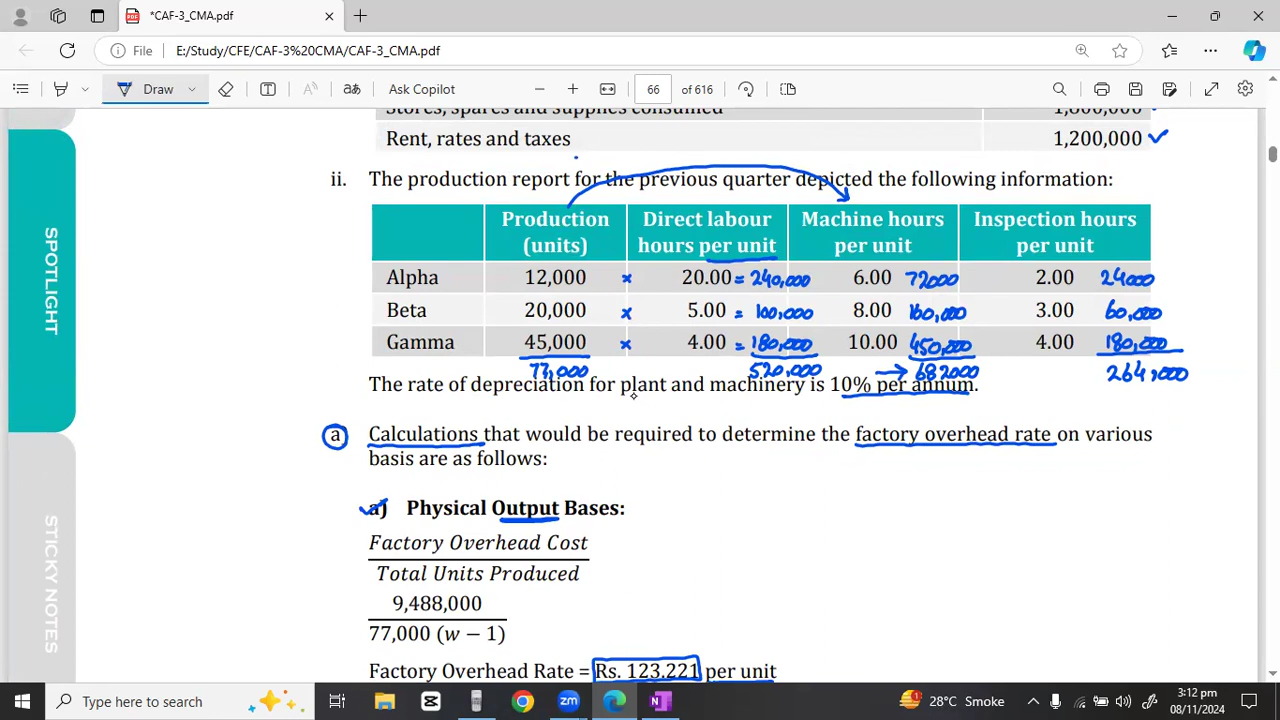 *CAF-3_CMA.pdf
File E:/Study/CFE/CAF-3%20CMA/CAF-3_CMA.pdf
Draw Ask Copilot 66 of 616
Stores, spares and supplies consumed 1,000,000
Rent, rates and taxes 1,200,000
ii. The production report for the previous quarter depicted the following information:
Production (units) Direct labour hours per unit Machine hours per unit Inspection hours per unit
Alpha 12,000 × 20.00 = 240,000 6.00 72000 2.00 24000
Beta 20,000 × 5.00 = 100,000 8.00 160,000 3.00 60,000
Gamma 45,000 × 4.00 = 180,000 10.00 450,000 4.00 180,000
77,000 520,000 → 682000 264,000
The rate of depreciation for plant and machinery is 10% per annum.
a Calculations that would be required to determine the factory overhead rate on various
basis are as follows:
a) Physical Output Bases:
Factory Overhead Cost
Total Units Produced
9,488,000
77,000 (w − 1)
Factory Overhead Rate = Rs. 123.221 per unit
SPOTLIGHT
STICKY NOTES
Type here to search
28°C Smoke
3:12 pm
08/11/2024